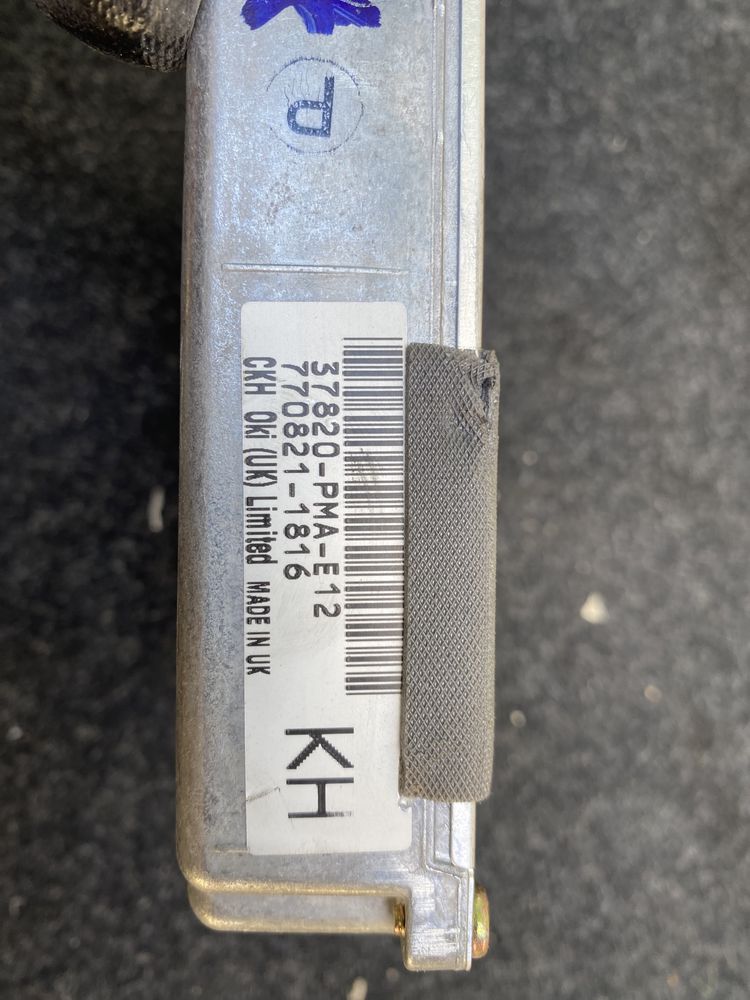 P
37820-PMA-E12
770821-1816
CKH Oki (UK) Limited MADE IN UK
KH